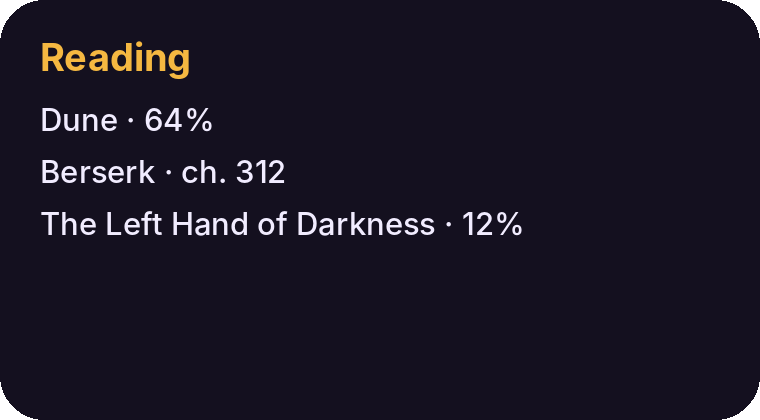 Reading
Dune · 64%
Berserk · ch. 312
The Left Hand of Darkness · 12%